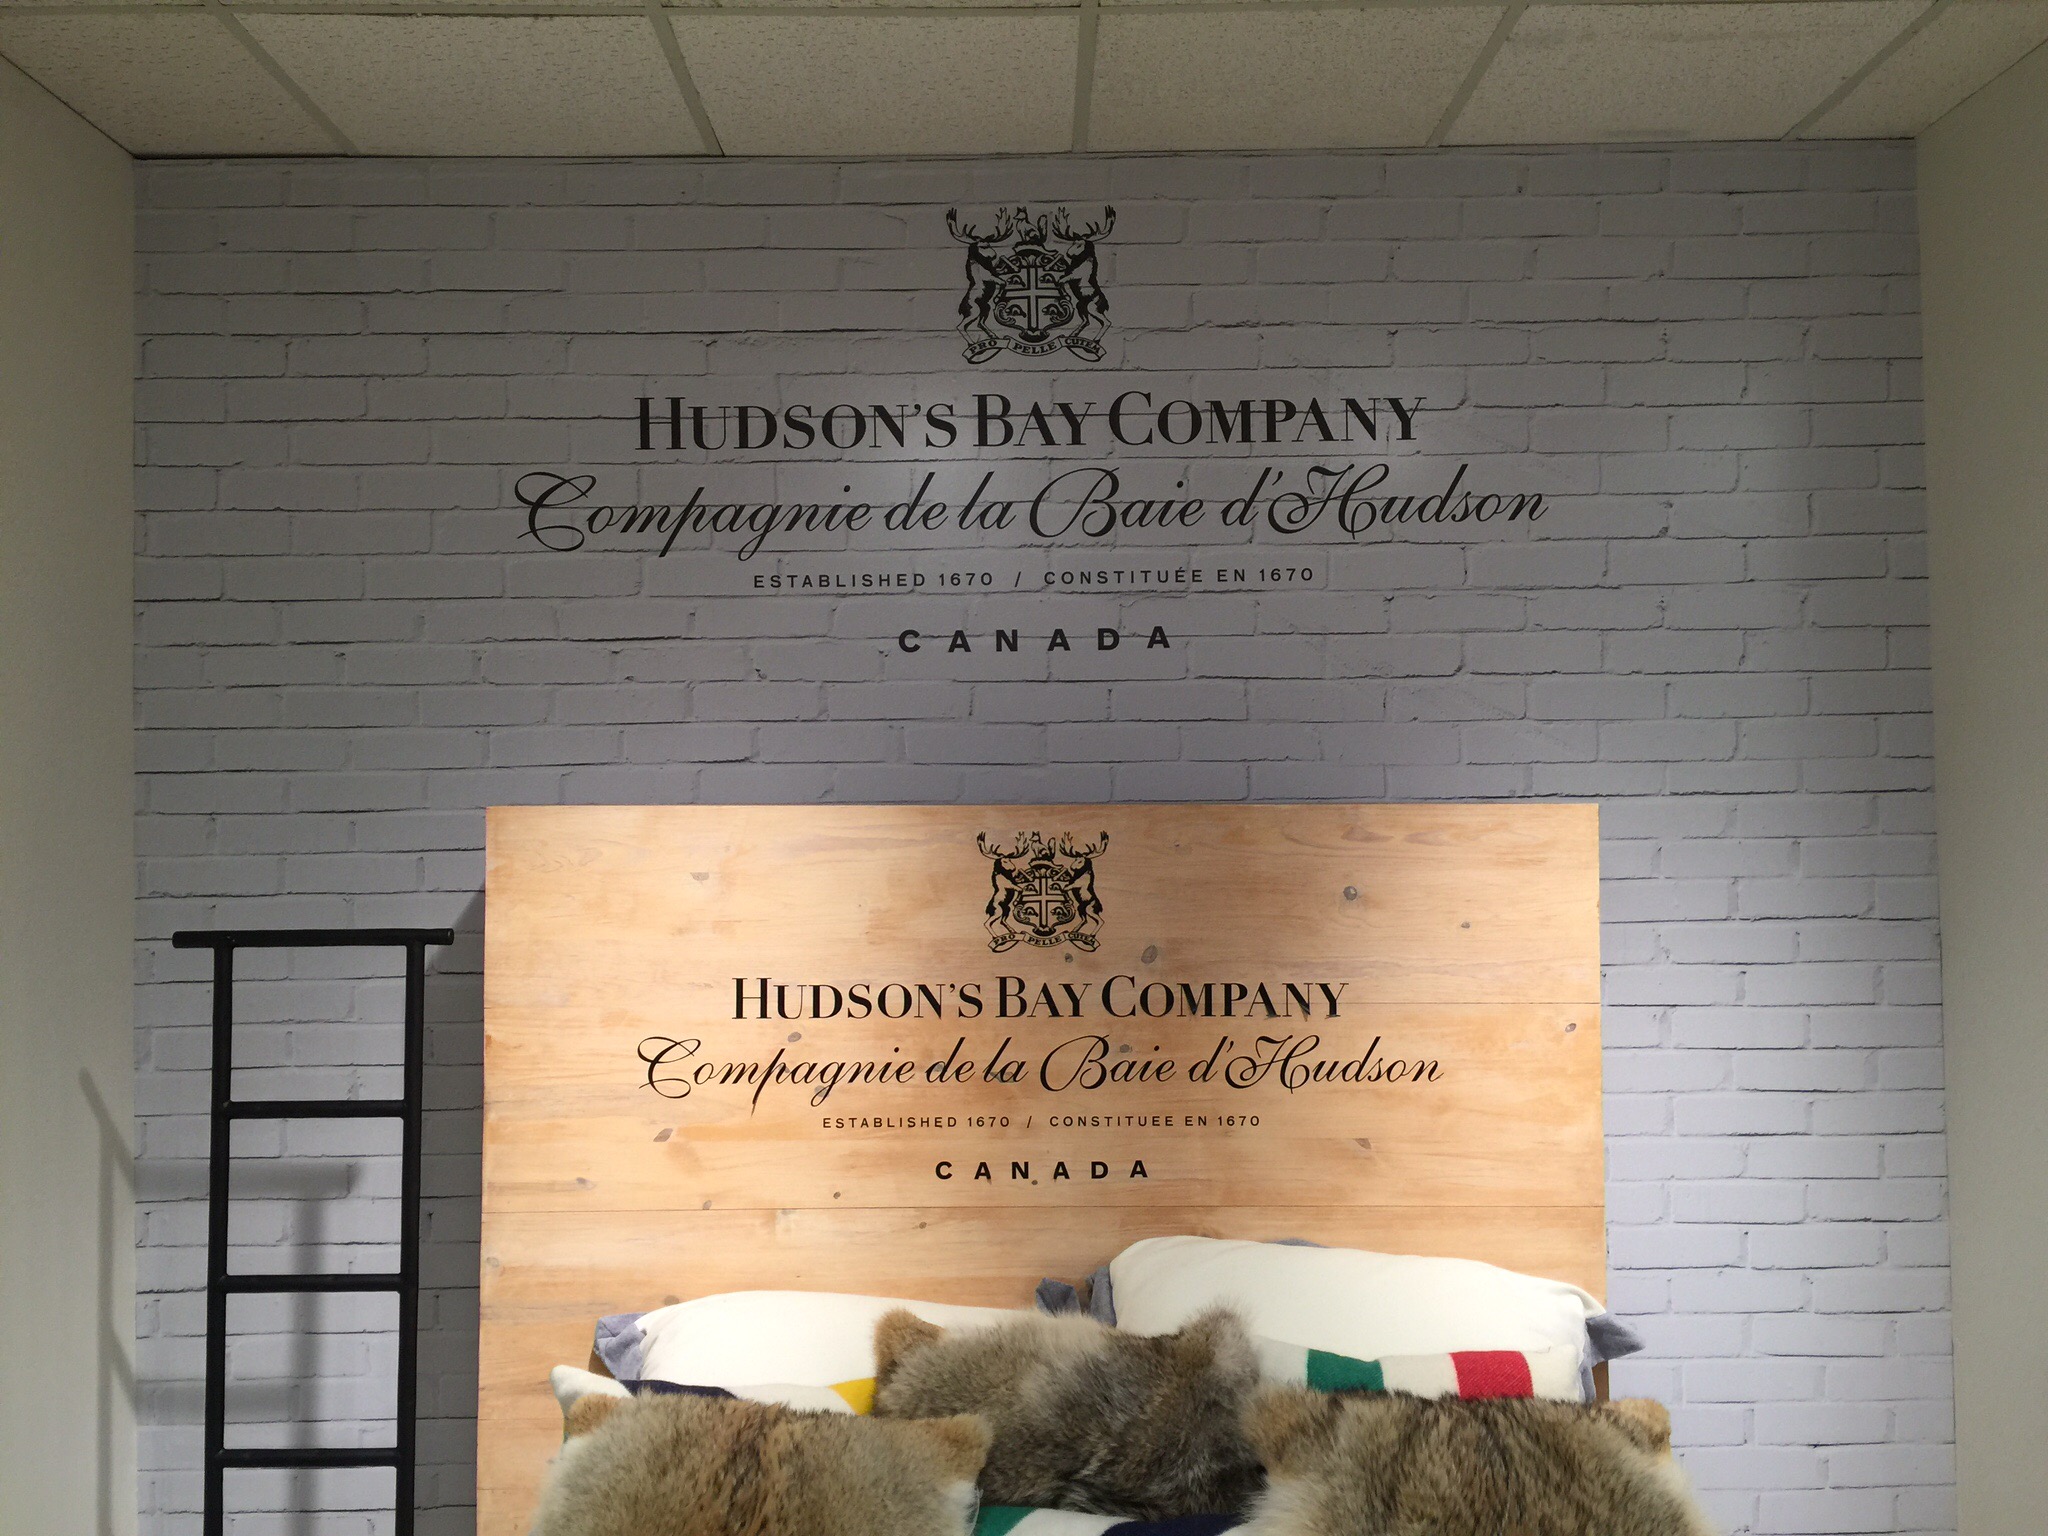 PRO PELLE CUTEM
HUDSON'S BAY COMPANY
Compagnie de la Baie d'Hudson
ESTABLISHED 1670 / CONSTITUÉE EN 1670
CANADA
PRO PELLE CUTEM
HUDSON'S BAY COMPANY
Compagnie de la Baie d'Hudson
ESTABLISHED 1670 / CONSTITUEE EN 1670
CANADA